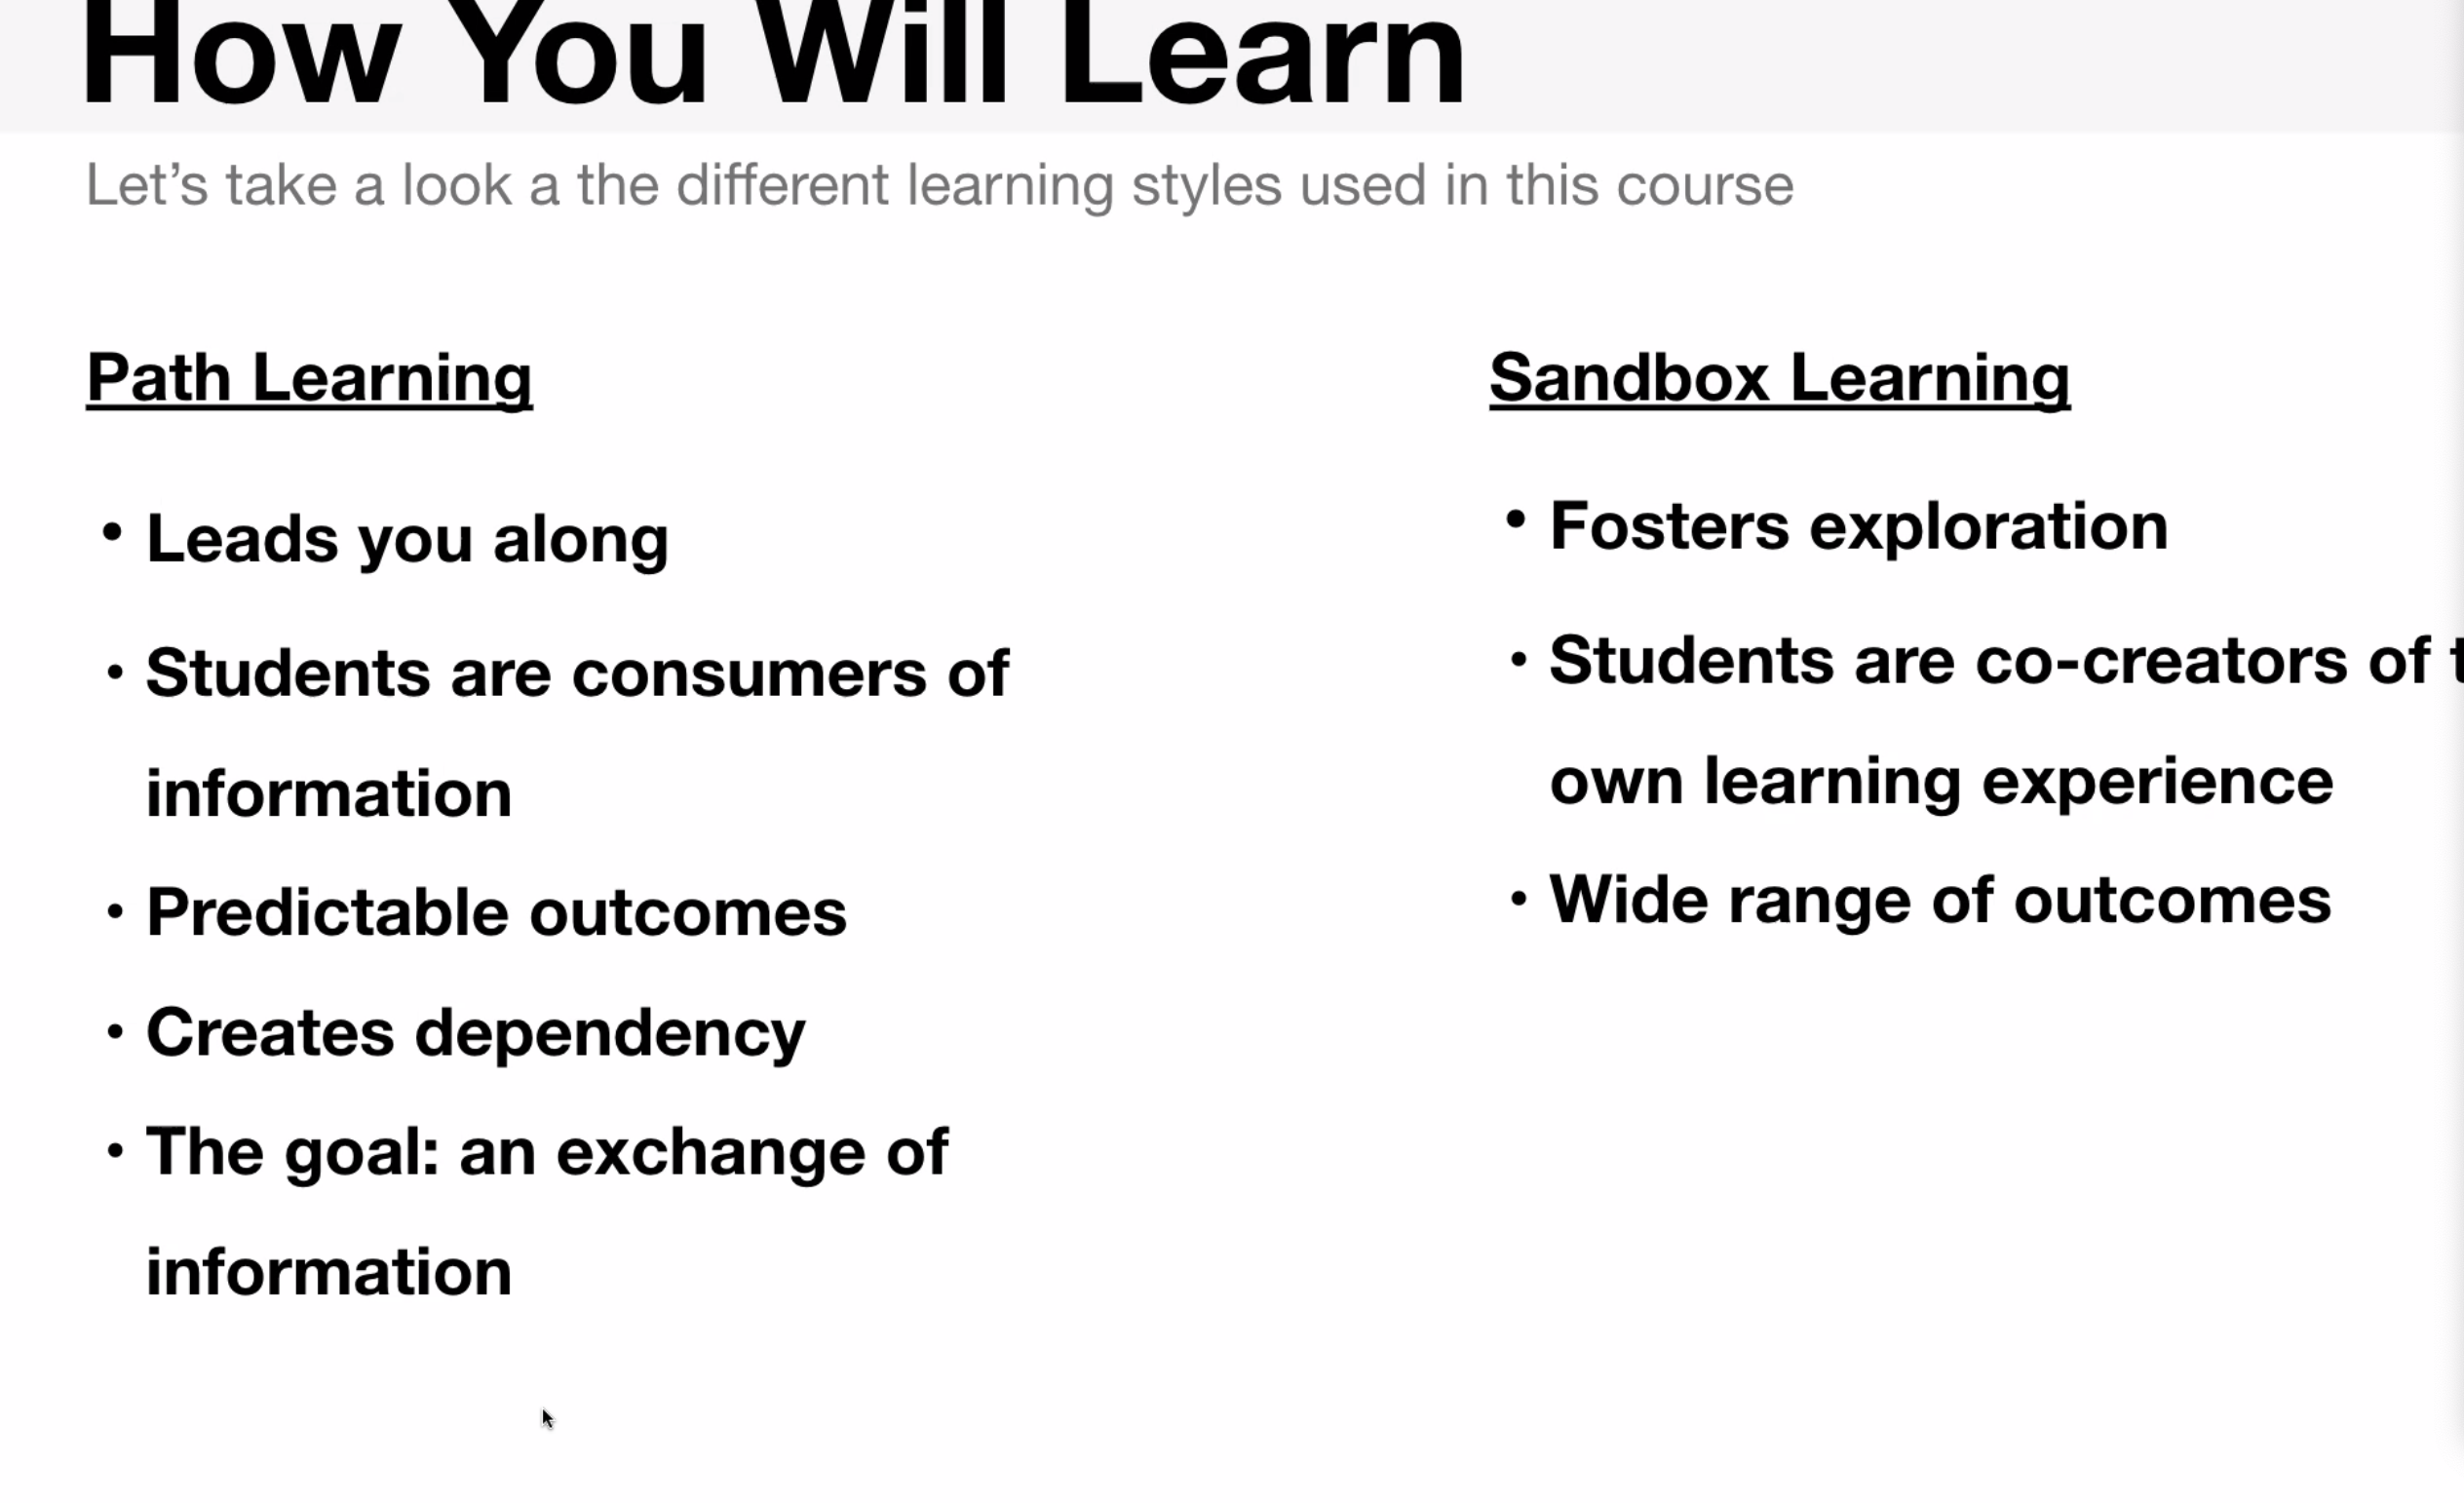 How You Will Learn
Let’s take a look a the different learning styles used in this course
Path Learning
• Leads you along
• Students are consumers of
information
• Predictable outcomes
• Creates dependency
• The goal: an exchange of
information
Sandbox Learning
• Fosters exploration
• Students are co-creators of
own learning experience
• Wide range of outcomes